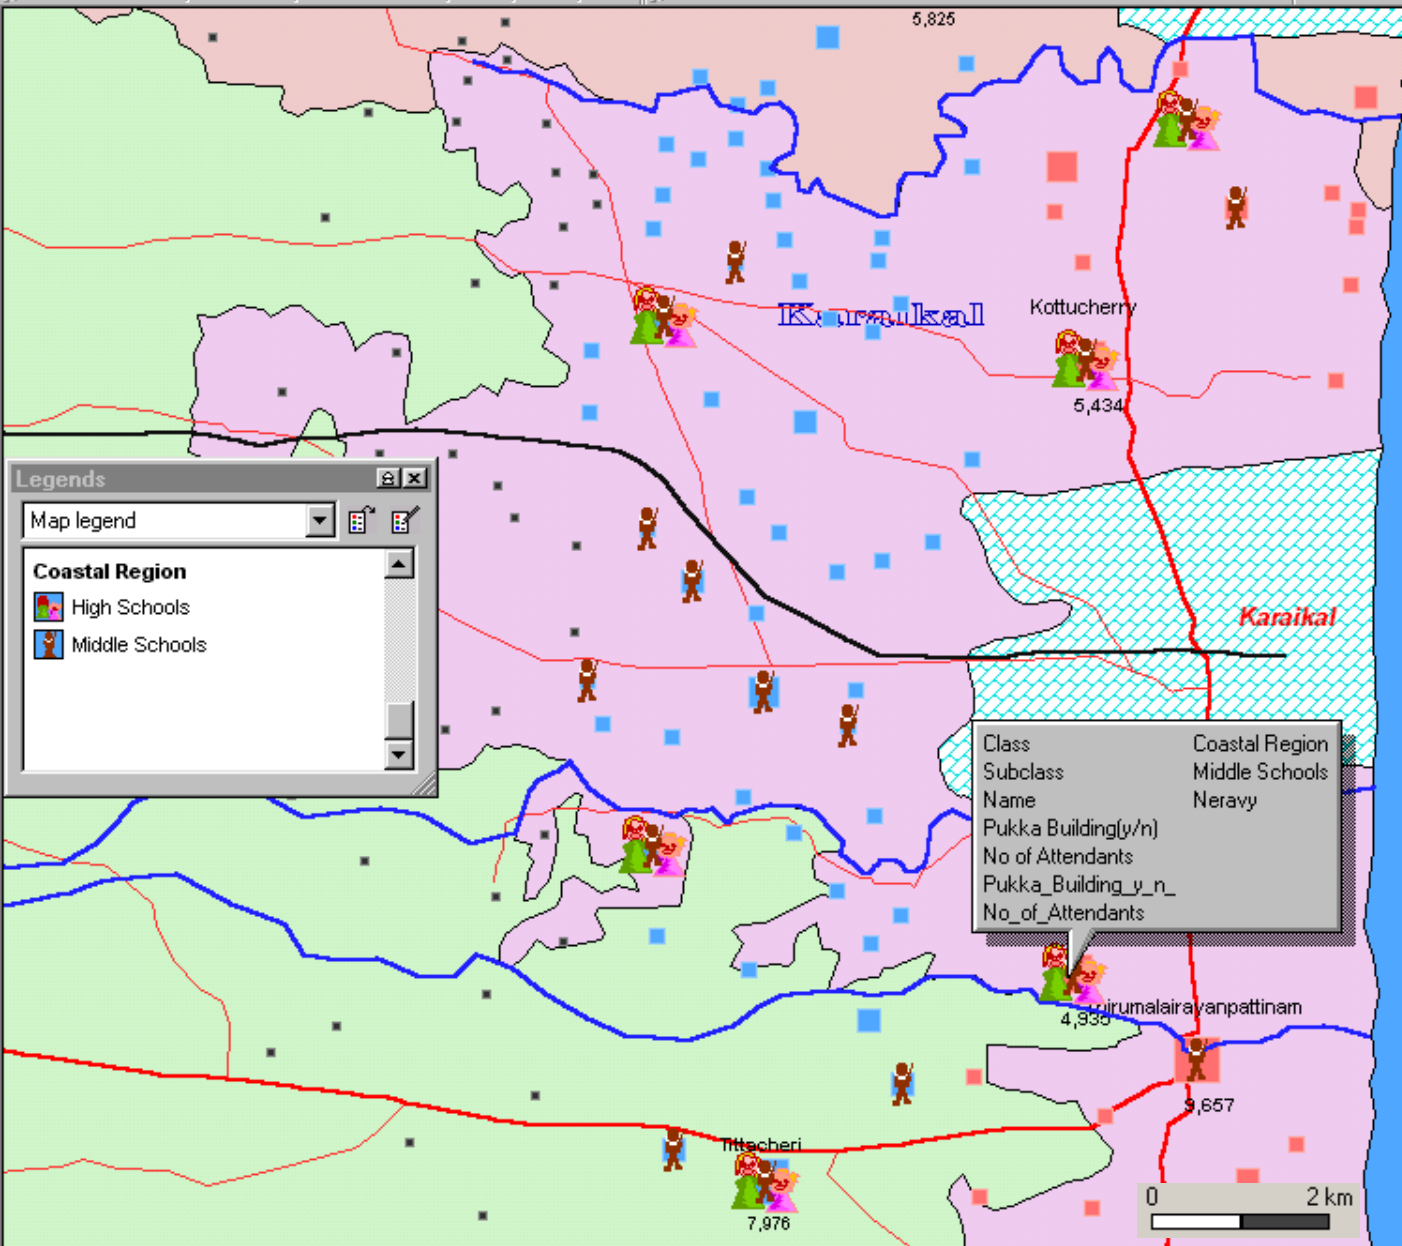 5,825
Karaikal
Kottucherry
5,434
Legends
Map legend
Coastal Region
High Schools
Middle Schools
Karaikal
Class Coastal Region
Subclass Middle Schools
Name Neravy
Pukka Building(y/n)
No of Attendants
Pukka_Building_y_n_
No_of_Attendants
4,935
9,657
Tittacheri
7,976
0 2 km